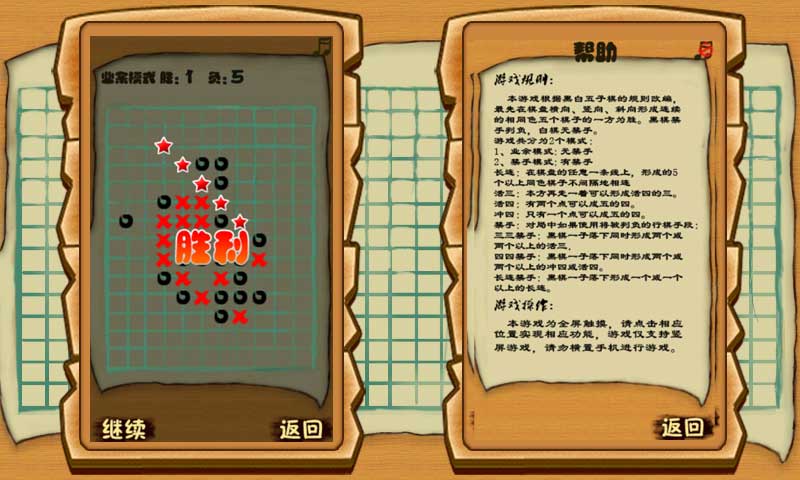 业余模式 胜：1 负：5
胜利
继续
返回
帮助
游戏规则：
本游戏根据黑白五子棋的规则改编，
最先在棋盘横向、竖向、斜向形成连续
的相同色五个棋子的一方为胜。黑棋禁
手判负，白棋无禁手。
游戏共分为2个模式：
1、业余模式：无禁手
2、禁手模式：有禁手
长连：在棋盘的任意一条线上，形成的5
个以上同色棋子不间隔地相连
活三：本方再走一着可以形成活四的三。
活四：有两个点可以成五的四。
冲四：只有一个点可以成五的四。
禁手：对局中如果使用将被判负的行棋手段：
三三禁手：黑棋一子落下同时形成两个或
两个以上的活三，
四四禁手：黑棋一子落下同时形成两个或
两个以上的冲四或活四。
长连禁手：黑棋一子落下形成一个或一个
以上的长连。
游戏操作：
本游戏为全屏触摸，请点击相应
位置实现相应功能，游戏仅支持竖
屏游戏，请勿横置手机进行游戏。
返回